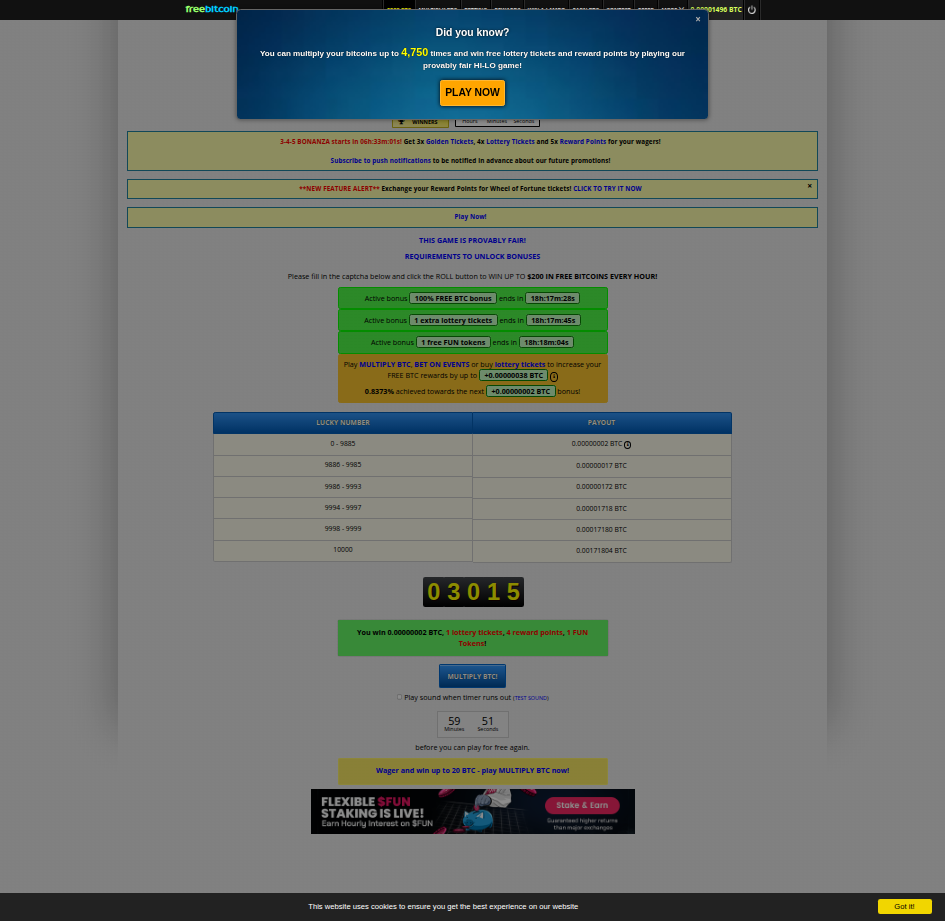 freebitcoin
01496 BTC
×
Did you know?
You can multiply your bitcoins up to 4,750 times and win free lottery tickets and reward points by playing our
provably fair HI-LO game!
PLAY NOW
WINNERS
Hours Minutes Seconds
3-4-5 BONANZA starts in 06h:33m:01s! Get 3x Golden Tickets, 4x Lottery Tickets and 5x Reward Points for your wagers!
Subscribe to push notifications to be notified in advance about our future promotions!
**NEW FEATURE ALERT** Exchange your Reward Points for Wheel of Fortune tickets! CLICK TO TRY IT NOW
×
Play Now!
THIS GAME IS PROVABLY FAIR!
REQUIREMENTS TO UNLOCK BONUSES
Please fill in the captcha below and click the ROLL button to WIN UP TO $200 IN FREE BITCOINS EVERY HOUR!
Active bonus 100% FREE BTC bonus ends in 18h:17m:28s
Active bonus 1 extra lottery tickets ends in 18h:17m:45s
Active bonus 1 free FUN tokens ends in 18h:18m:04s
Play MULTIPLY BTC, BET ON EVENTS or buy lottery tickets to increase your
FREE BTC rewards by up to +0.00000038 BTC
0.8373% achieved towards the next +0.00000002 BTC bonus!
LUCKY NUMBER PAYOUT
0 - 9885 0.00000002 BTC
9886 - 9985 0.00000017 BTC
9986 - 9993 0.00000172 BTC
9994 - 9997 0.00001718 BTC
9998 - 9999 0.00017180 BTC
10000 0.00171804 BTC
0 3 0 1 5
You win 0.00000002 BTC, 1 lottery tickets, 4 reward points, 1 FUN
Tokens!
MULTIPLY BTC!
Play sound when timer runs out (TEST SOUND)
59 51
Minutes Seconds
before you can play for free again.
Wager and win up to 20 BTC - play MULTIPLY BTC now!
FLEXIBLE $FUN
STAKING IS LIVE!
Earn Hourly Interest on $FUN
Stake & Earn
Guaranteed higher returns
than major exchanges
This website uses cookies to ensure you get the best experience on our website
Got it!